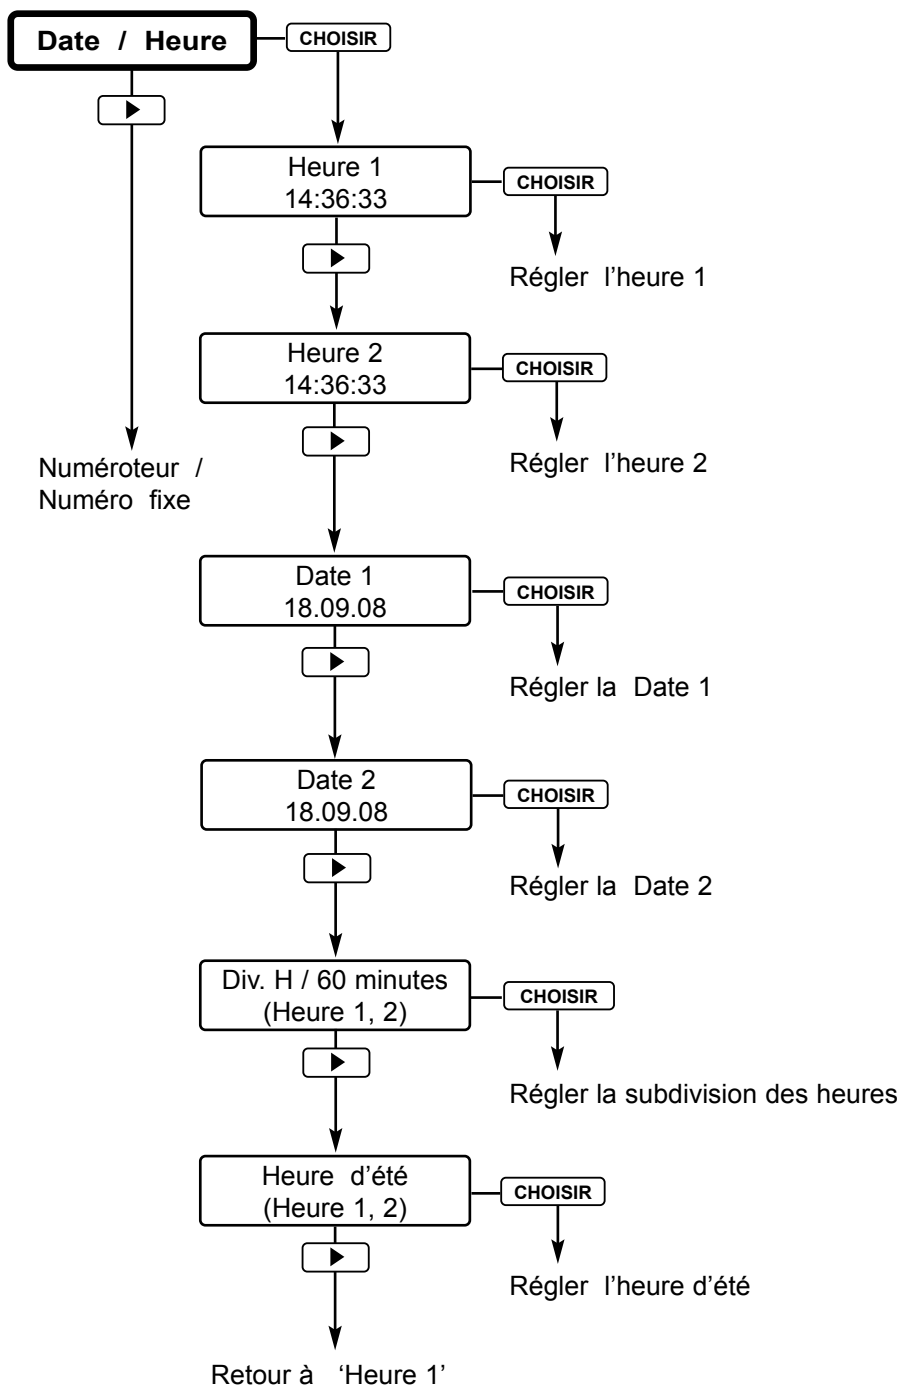 Date / Heure
CHOISIR
Heure 1
14:36:33
CHOISIR
Régler l’heure 1
Heure 2
14:36:33
CHOISIR
Régler l’heure 2
Numéroteur /
Numéro fixe
Date 1
18.09.08
CHOISIR
Régler la Date 1
Date 2
18.09.08
CHOISIR
Régler la Date 2
Div. H / 60 minutes
(Heure 1, 2)
CHOISIR
Régler la subdivision des heures
Heure d’été
(Heure 1, 2)
CHOISIR
Régler l’heure d’été
Retour à ‘Heure 1’